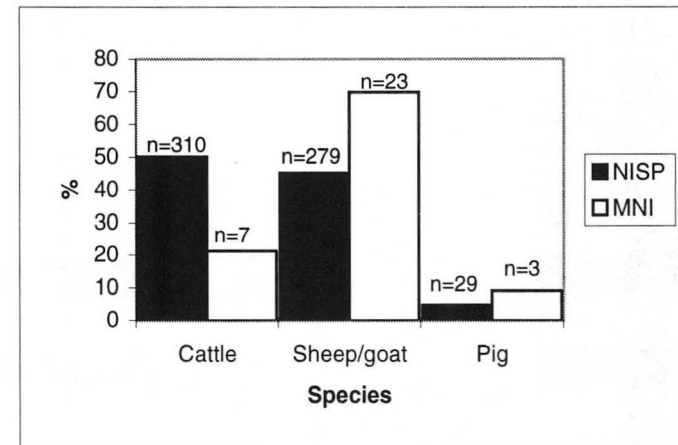 80
70
60
50
40
30
20
10
0
%
n=310
n=7
n=279
n=23
n=29
n=3
Cattle
Sheep/goat
Pig
Species
NISP
MNI